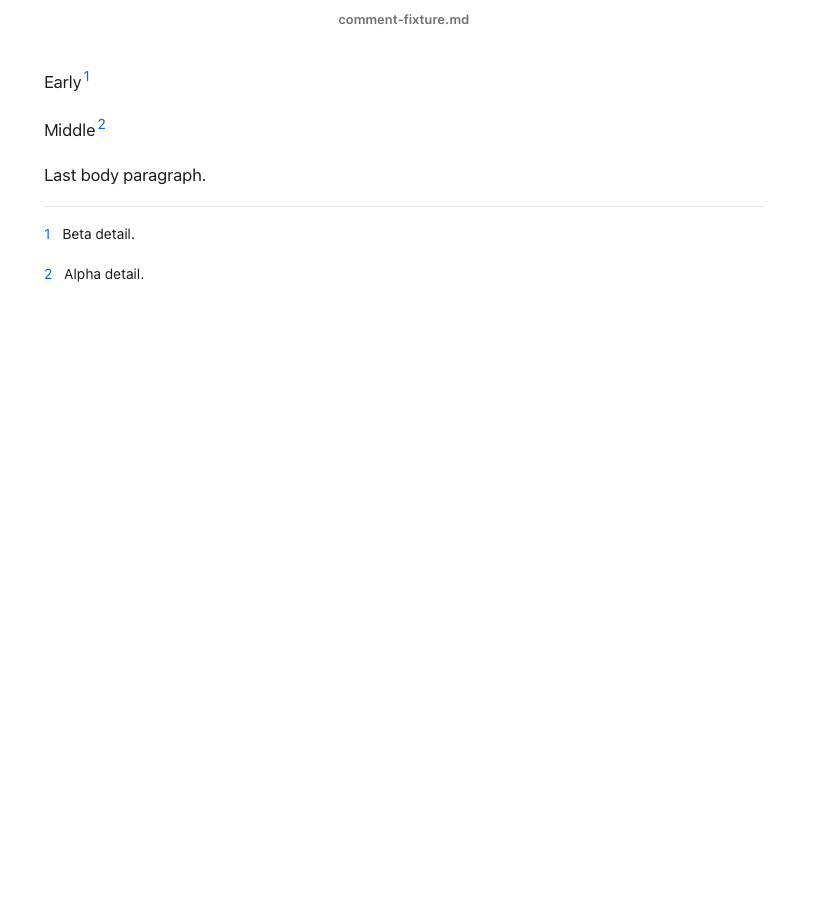 comment-fixture.md
Early1
Middle2
Last body paragraph.
1 Beta detail.
2 Alpha detail.